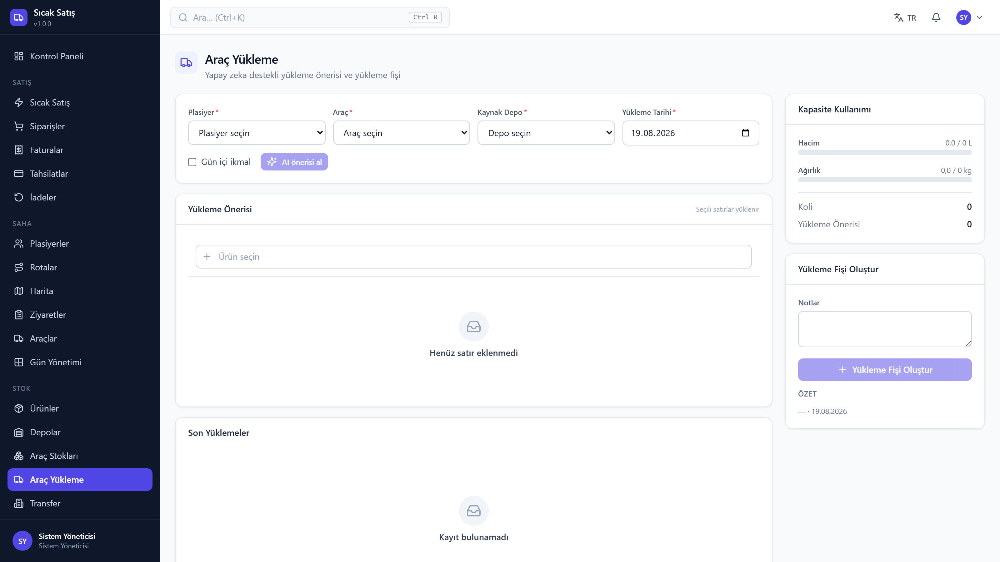 Sıcak Satış
v1.0.0
Kontrol Paneli
SATIŞ
Sıcak Satış
Siparişler
Faturalar
Tahsilatlar
İadeler
SAHA
Plasiyerler
Rotalar
Harita
Ziyaretler
Araçlar
Gün Yönetimi
STOK
Ürünler
Depolar
Araç Stokları
Araç Yükleme
Transfer
SY
Sistem Yöneticisi
Sistem Yöneticisi
Ara... (Ctrl+K)
Ctrl K
TR
SY
Araç Yükleme
Yapay zeka destekli yükleme önerisi ve yükleme fişi
Plasiyer *
Plasiyer seçin
Araç *
Araç seçin
Kaynak Depo *
Depo seçin
Yükleme Tarihi *
19.08.2026
Gün içi ikmal
AI önerisi al
Yükleme Önerisi
Seçili satırlar yüklenir
Ürün seçin
Henüz satır eklenmedi
Son Yüklemeler
Kayıt bulunamadı
Kapasite Kullanımı
Hacim
0,0 / 0 L
Ağırlık
0,0 / 0 kg
Koli
0
Yükleme Önerisi
0
Yükleme Fişi Oluştur
Notlar
Yükleme Fişi Oluştur
ÖZET
— · 19.08.2026